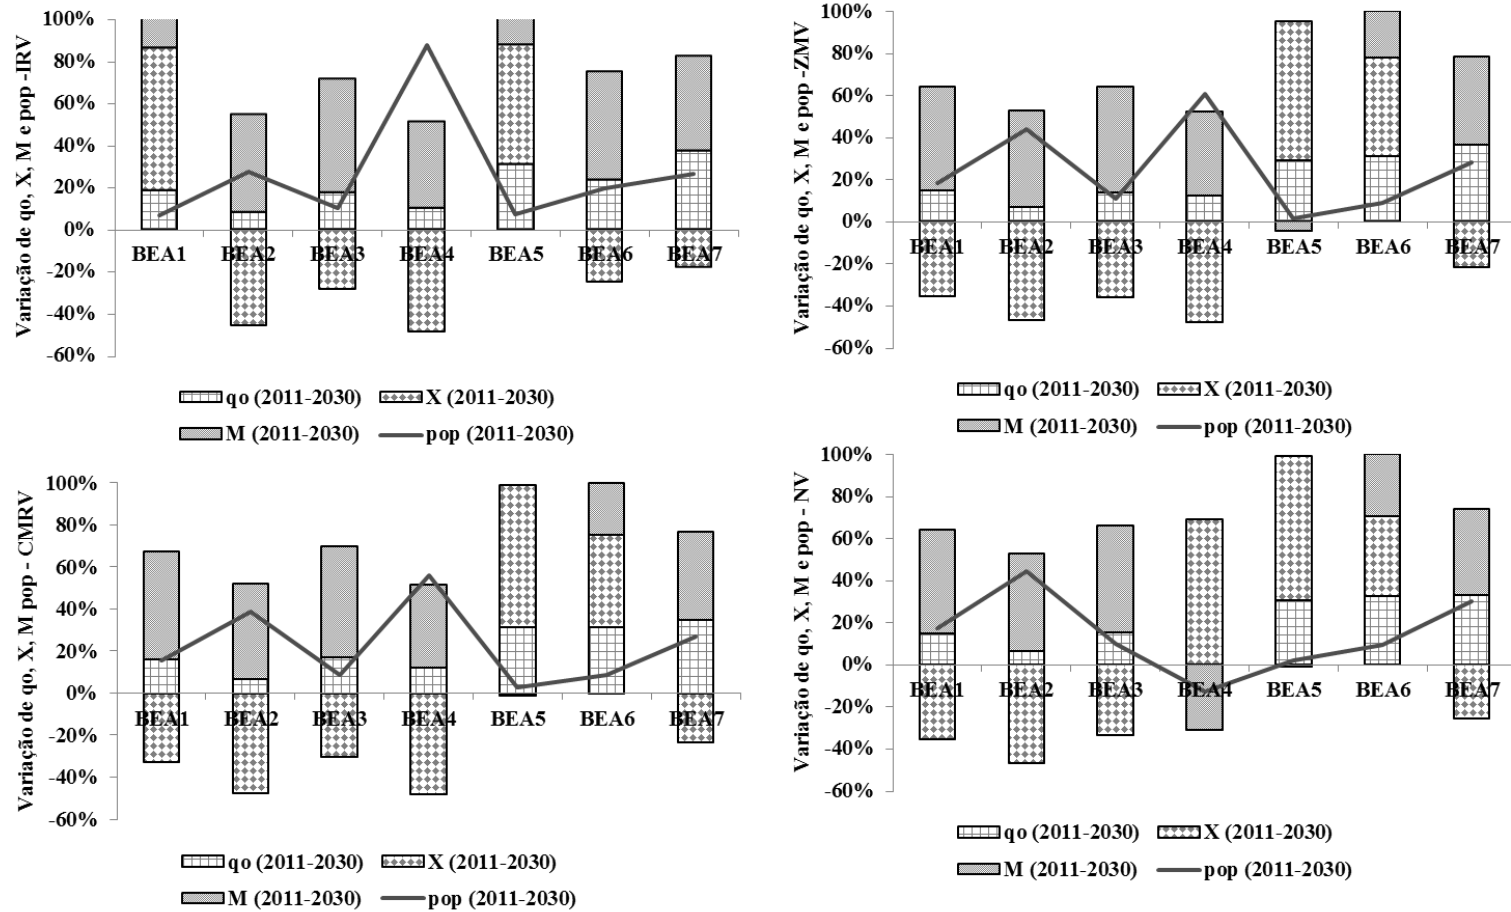 Variação de qo, X, M e pop -IRV
100%
80%
60%
40%
20%
0%
-20%
-40%
-60%
BEA1 BEA2 BEA3 BEA4 BEA5 BEA6 BEA7
qo (2011-2030) X (2011-2030)
M (2011-2030) pop (2011-2030)
Variação de qo, X, M e pop -ZMV
100%
80%
60%
40%
20%
0%
-20%
-40%
-60%
BEA1 BEA2 BEA3 BEA4 BEA5 BEA6 BEA7
qo (2011-2030) X (2011-2030)
M (2011-2030) pop (2011-2030)
Variação de qo, X, M pop - CMRV
100%
80%
60%
40%
20%
0%
-20%
-40%
-60%
BEA1 BEA2 BEA3 BEA4 BEA5 BEA6 BEA7
qo (2011-2030) X (2011-2030)
M (2011-2030) pop (2011-2030)
Variação de qo, X, M e pop - NV
100%
80%
60%
40%
20%
0%
-20%
-40%
-60%
BEA1 BEA2 BEA3 BEA4 BEA5 BEA6 BEA7
qo (2011-2030) X (2011-2030)
M (2011-2030) pop (2011-2030)